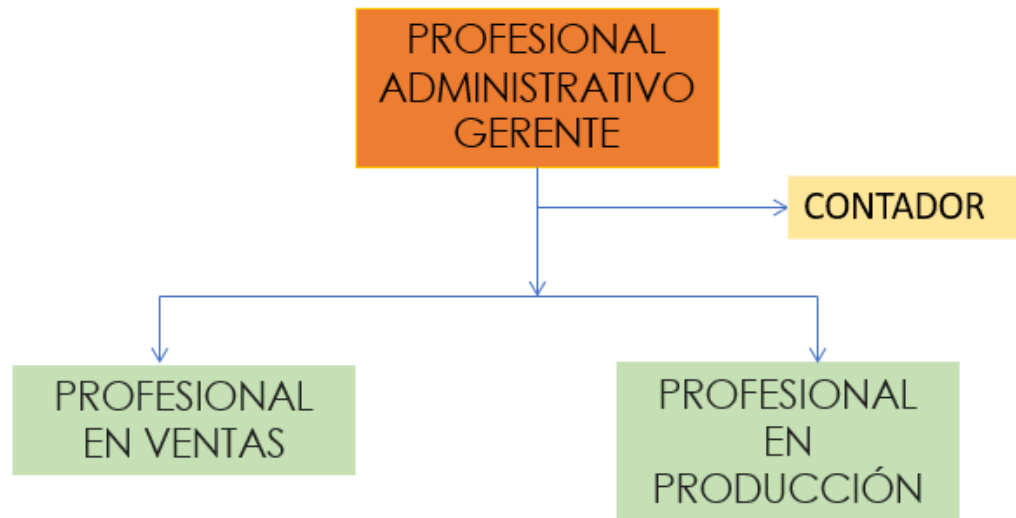 PROFESIONAL
ADMINISTRATIVO
GERENTE
CONTADOR
PROFESIONAL
EN VENTAS
PROFESIONAL
EN
PRODUCCIÓN